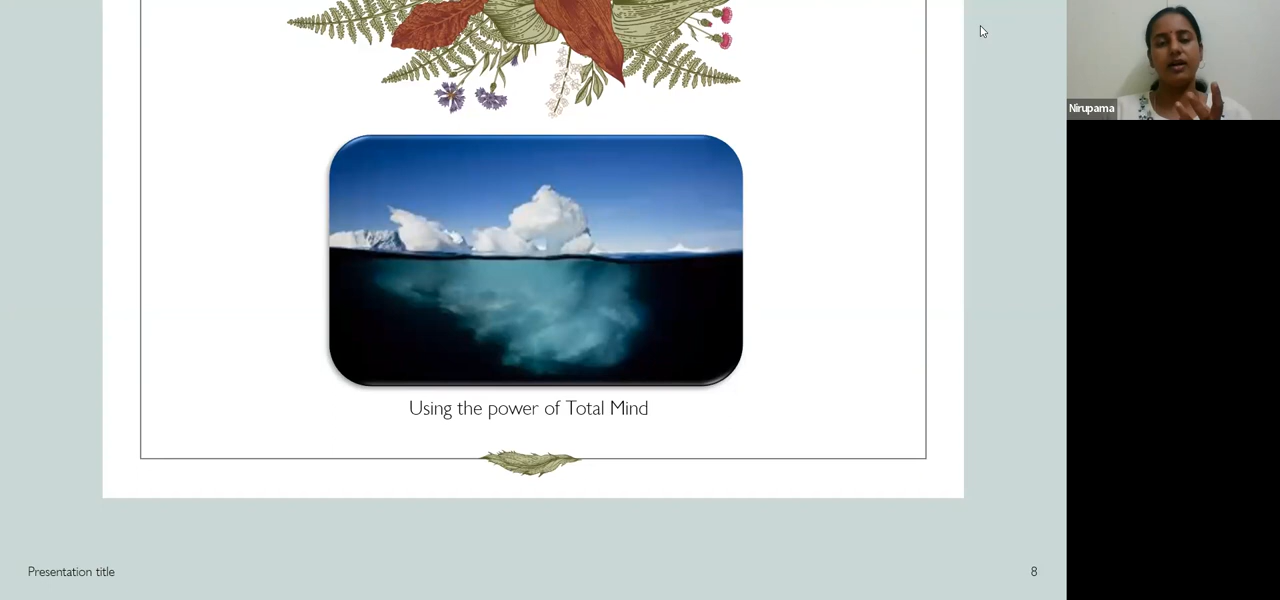 Nirupama
Using the power of Total Mind
Presentation title
8